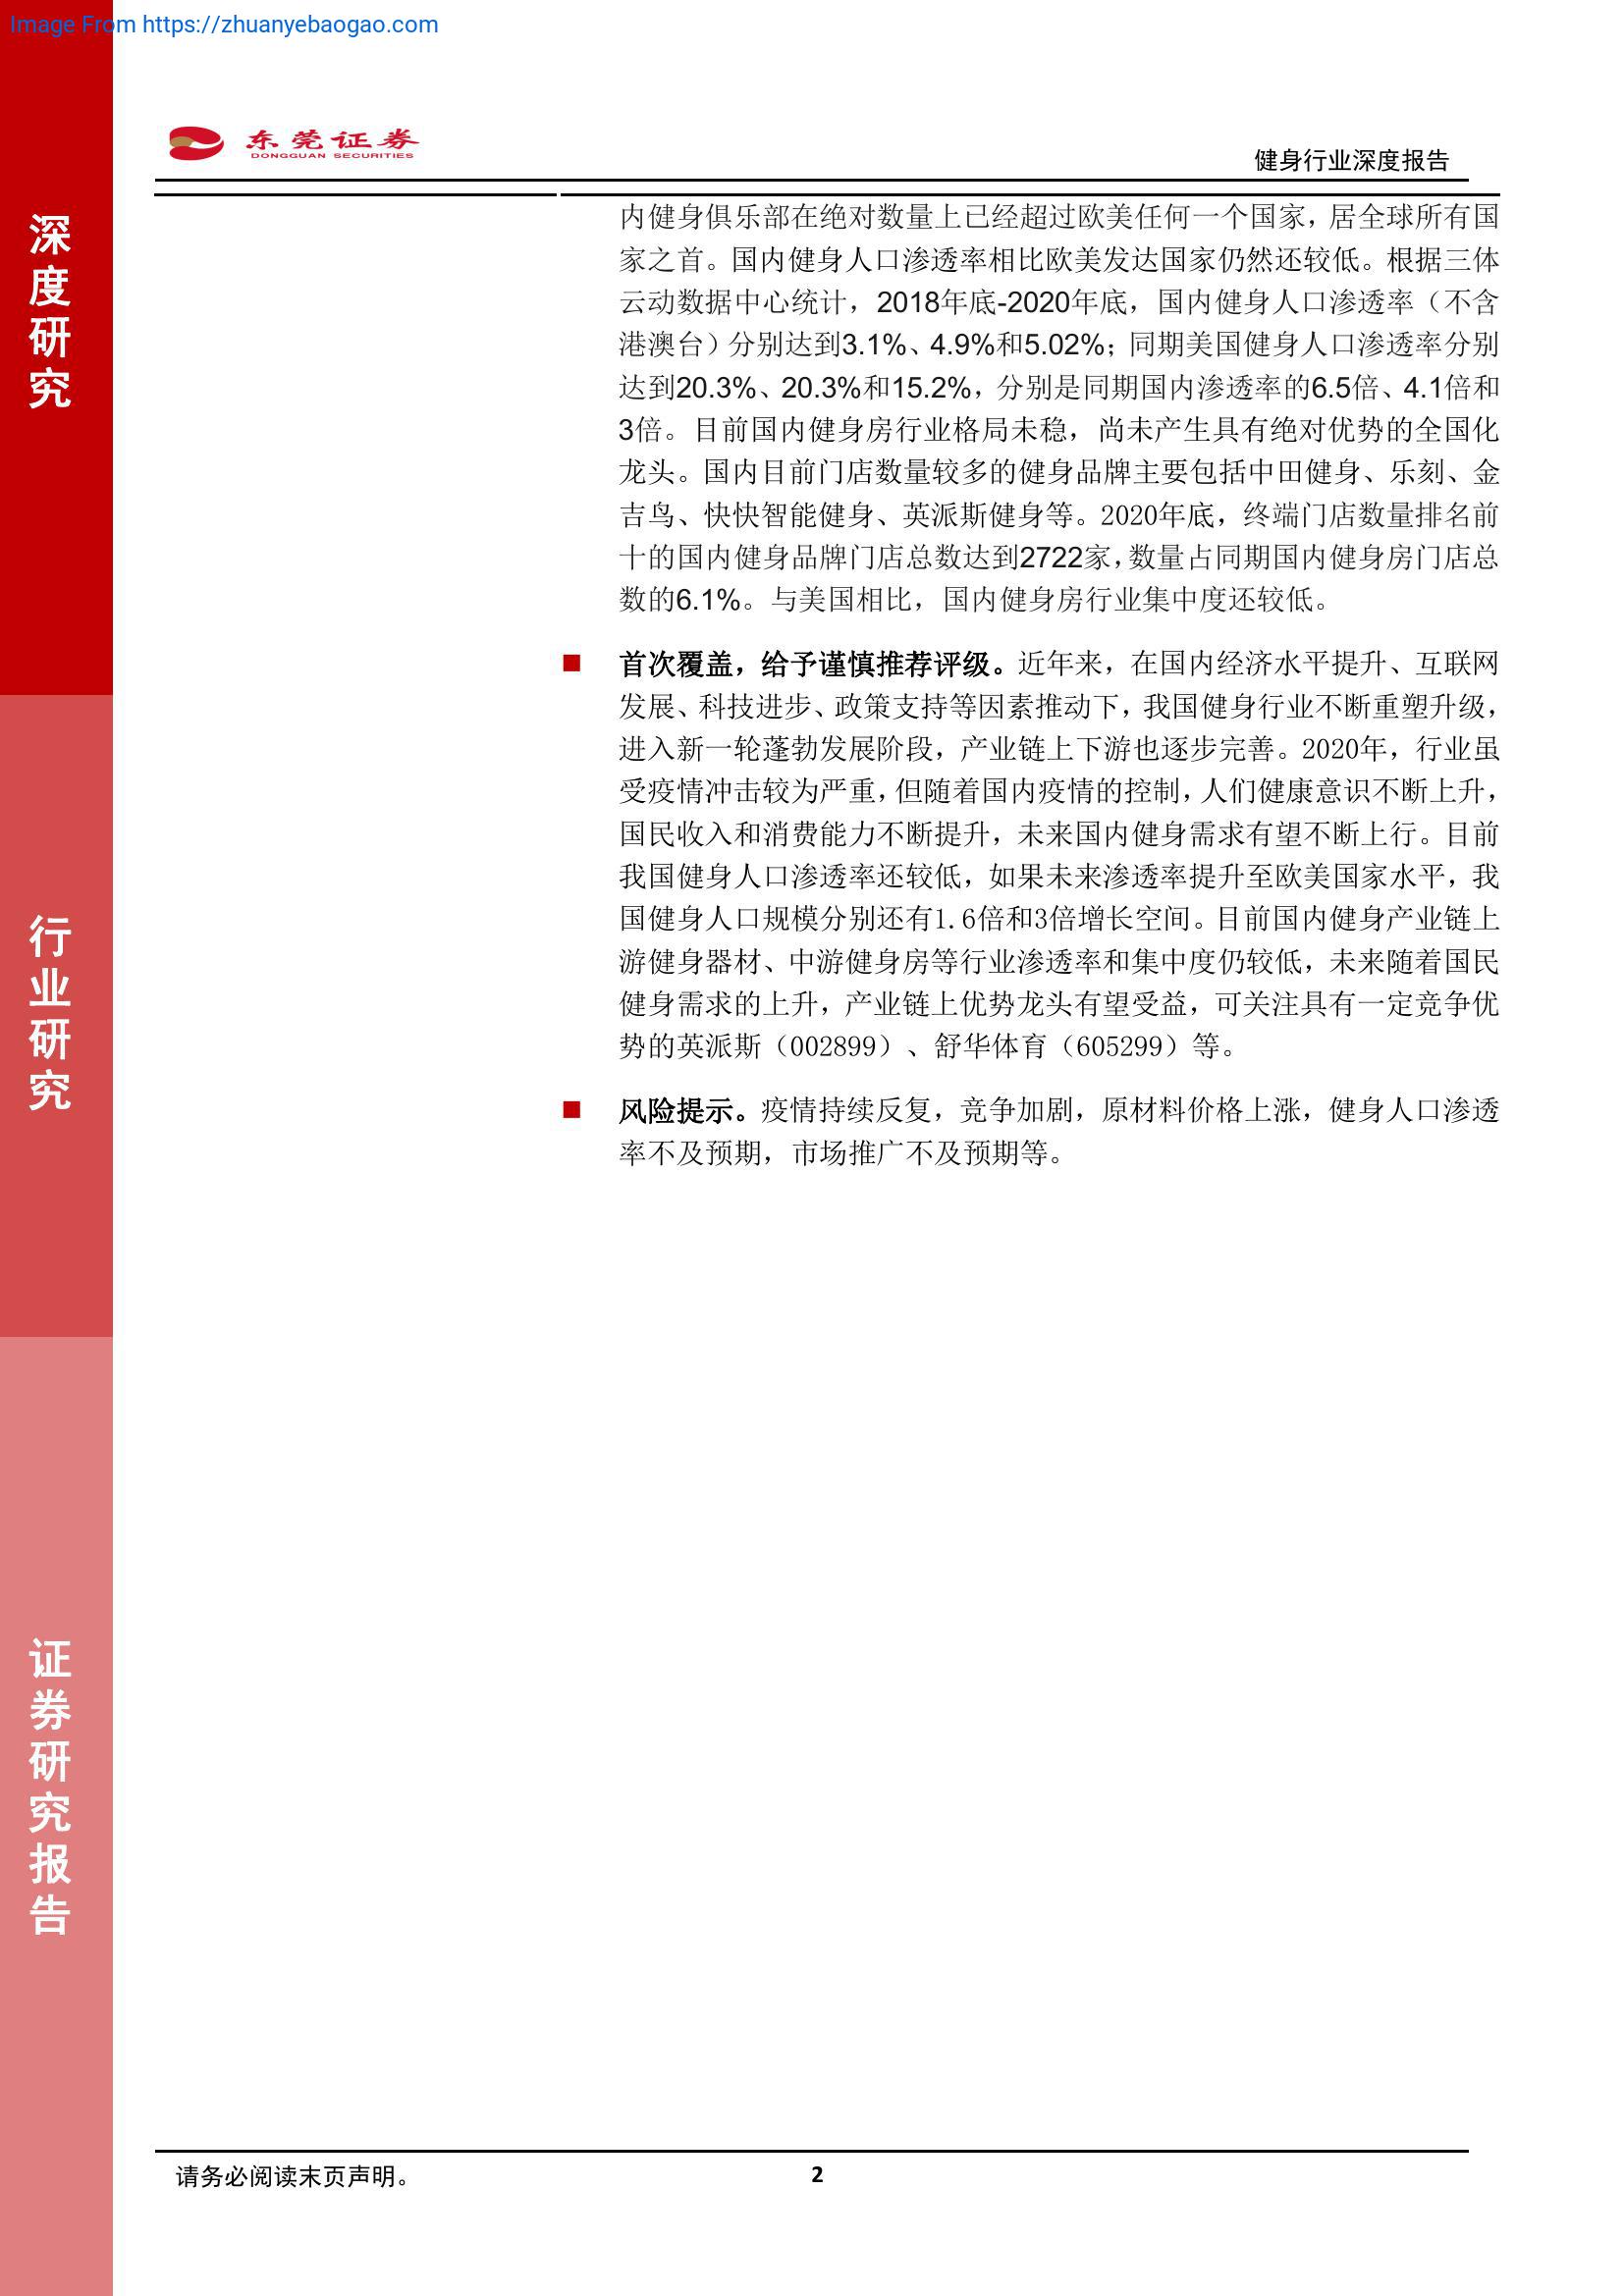 Image From https://zhuanyebaogao.com
东莞证券
DONGGUAN SECURITIES
健身行业深度报告
深度研究
行业研究
证券研究报告
内健身俱乐部在绝对数量上已经超过欧美任何一个国家，居全球所有国
家之首。国内健身人口渗透率相比欧美发达国家仍然还较低。根据三体
云动数据中心统计，2018年底-2020年底，国内健身人口渗透率（不含
港澳台）分别达到3.1%、4.9%和5.02%；同期美国健身人口渗透率分别
达到20.3%、20.3%和15.2%，分别是同期国内渗透率的6.5倍、4.1倍和
3倍。目前国内健身房行业格局未稳，尚未产生具有绝对优势的全国化
龙头。国内目前门店数量较多的健身品牌主要包括中田健身、乐刻、金
吉鸟、快快智能健身、英派斯健身等。2020年底，终端门店数量排名前
十的国内健身品牌门店总数达到2722家，数量占同期国内健身房门店总
数的6.1%。与美国相比，国内健身房行业集中度还较低。
■ 首次覆盖，给予谨慎推荐评级。近年来，在国内经济水平提升、互联网
发展、科技进步、政策支持等因素推动下，我国健身行业不断重塑升级，
进入新一轮蓬勃发展阶段，产业链上下游也逐步完善。2020年，行业虽
受疫情冲击较为严重，但随着国内疫情的控制，人们健康意识不断上升，
国民收入和消费能力不断提升，未来国内健身需求有望不断上行。目前
我国健身人口渗透率还较低，如果未来渗透率提升至欧美国家水平，我
国健身人口规模分别还有1.6倍和3倍增长空间。目前国内健身产业链上
游健身器材、中游健身房等行业渗透率和集中度仍较低，未来随着国民
健身需求的上升，产业链上优势龙头有望受益，可关注具有一定竞争优
势的英派斯（002899）、舒华体育（605299）等。
■ 风险提示。疫情持续反复，竞争加剧，原材料价格上涨，健身人口渗透
率不及预期，市场推广不及预期等。
请务必阅读末页声明。
2